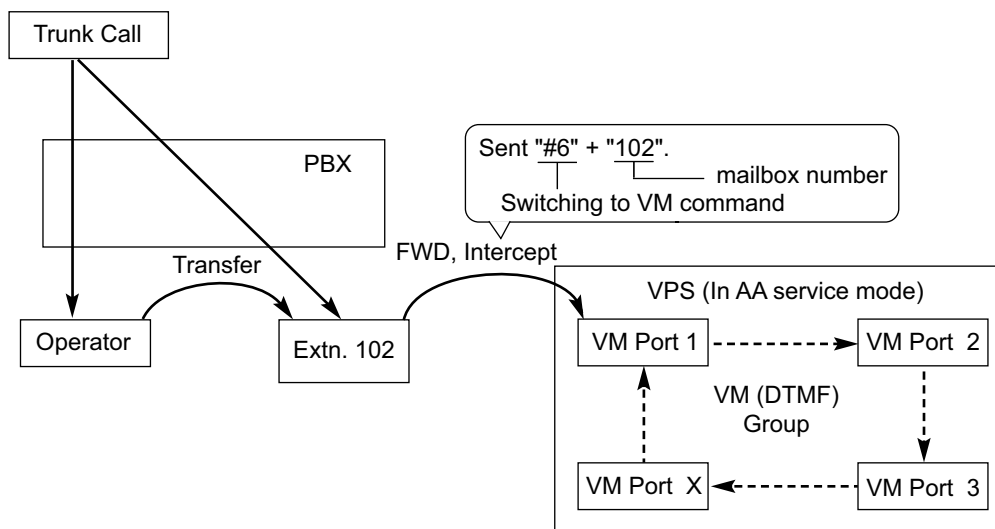 Trunk Call
PBX
Sent "#6" + "102".
mailbox number
Switching to VM command
FWD, Intercept
Transfer
VPS (In AA service mode)
Operator
Extn. 102
VM Port 1
VM Port 2
VM (DTMF)
Group
VM Port X
VM Port 3